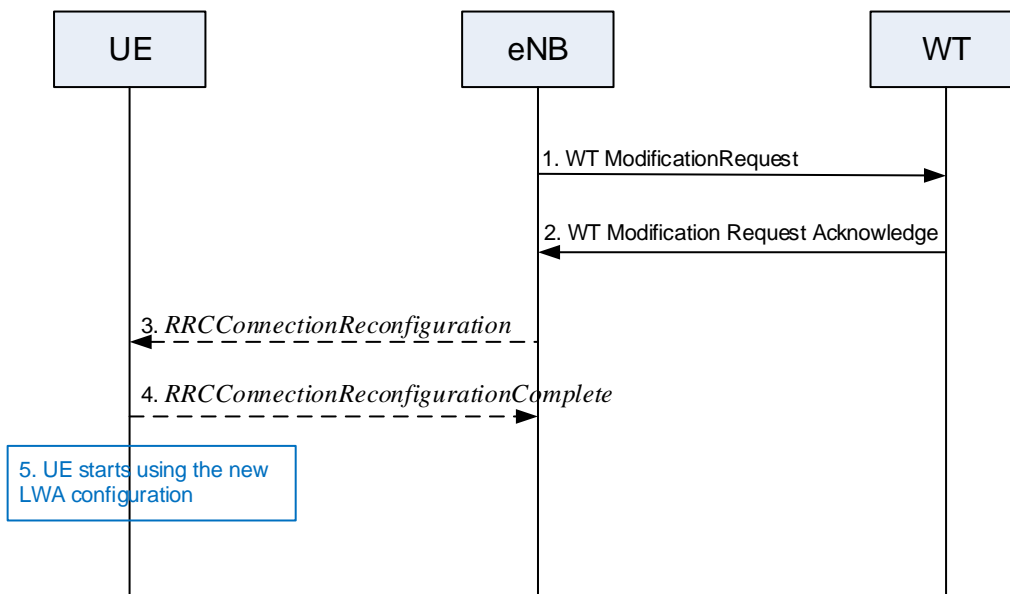 UE
eNB
WT
1. WT ModificationRequest
2. WT Modification Request Acknowledge
3. RRCConnectionReconfiguration
4. RRCConnectionReconfigurationComplete
5. UE starts using the new
LWA configuration